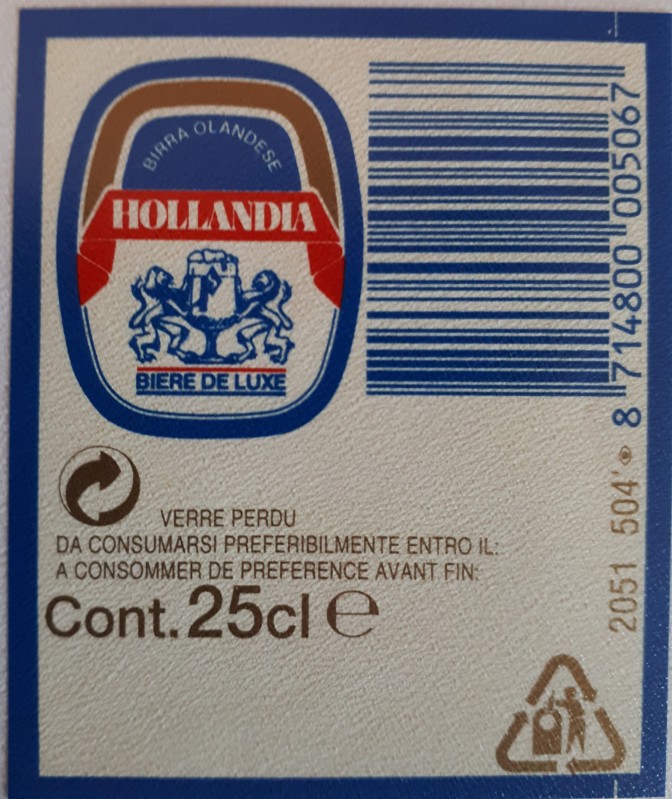 BIRRA OLANDESE
HOLLANDIA
BIERE DE LUXE
8 714800 005067
2051 504'
VERRE PERDU
DA CONSUMARSI PREFERIBILMENTE ENTRO IL:
A CONSOMMER DE PREFERENCE AVANT FIN:
Cont. 25cl ℮